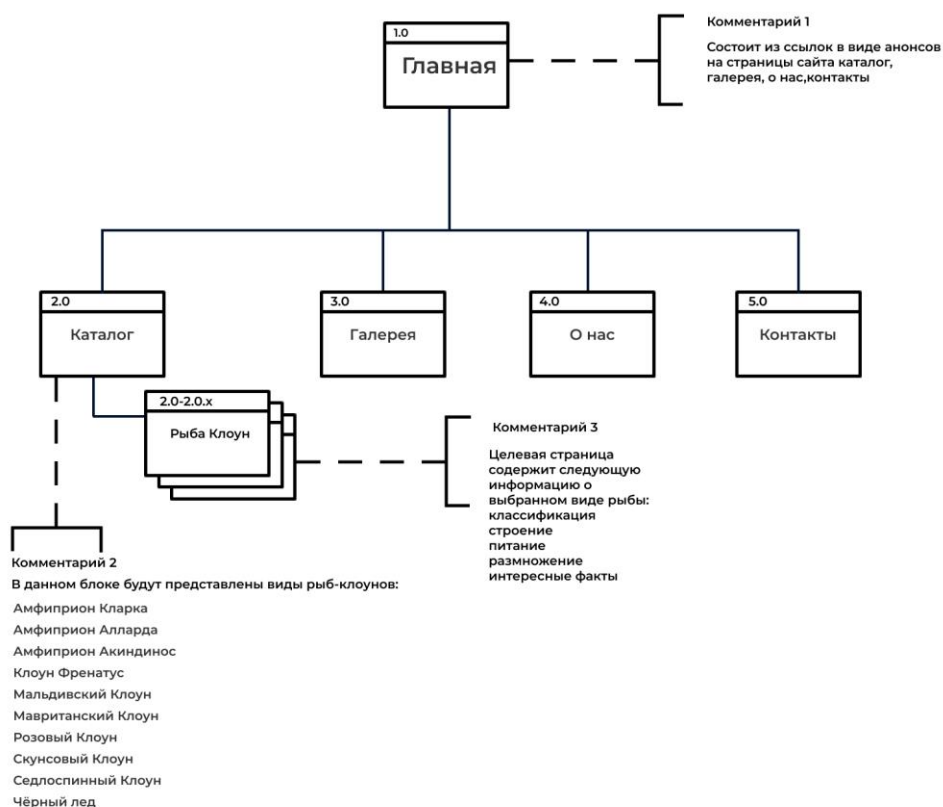 1.0
Главная
Комментарий 1
Состоит из ссылок в виде анонсов
на страницы сайта каталог,
галерея, о нас,контакты
2.0
Каталог
3.0
Галерея
4.0
О нас
5.0
Контакты
2.0-2.0.x
Рыба Клоун
Комментарий 3
Целевая страница
содержит следующую
информацию о
выбранном виде рыбы:
классификация
строение
питание
размножение
интересные факты
Комментарий 2
В данном блоке будут представлены виды рыб-клоунов:
Амфиприон Кларка
Амфиприон Алларда
Амфиприон Акиндинос
Клоун Френатус
Мальдивский Клоун
Мавританский Клоун
Розовый Клоун
Скунсовый Клоун
Седлоспинный Клоун
Чёрный лед